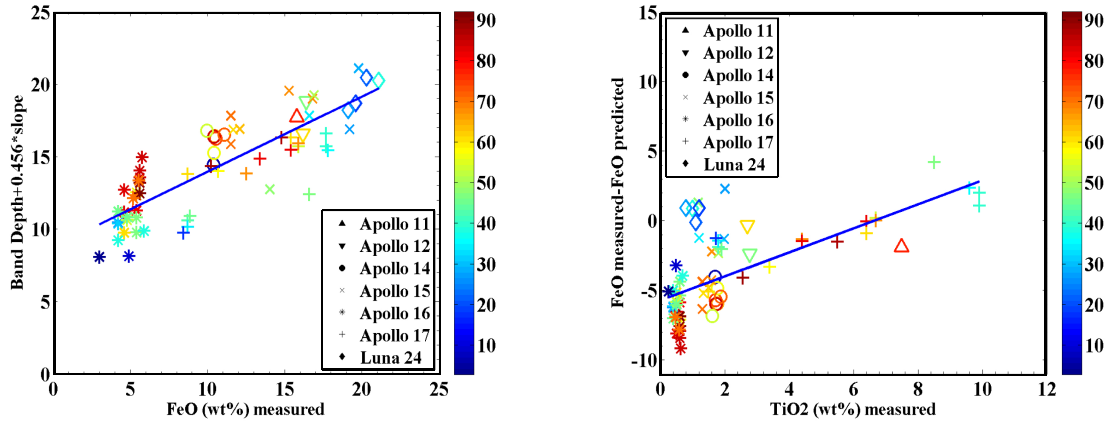 15
20
15
10
5
0
Band Depth+0.456*slope
0 5 10 15 20 25
FeO (wt%) measured
Apollo 11
Apollo 12
Apollo 14
Apollo 15
Apollo 16
Apollo 17
Luna 24
90
80
70
60
50
40
30
20
10
15
10
5
0
-5
-10
FeO measured-FeO predicted
0 2 4 6 8 10 12
TiO2 (wt%) measured
Apollo 11
Apollo 12
Apollo 14
Apollo 15
Apollo 16
Apollo 17
Luna 24
90
80
70
60
50
40
30
20
10